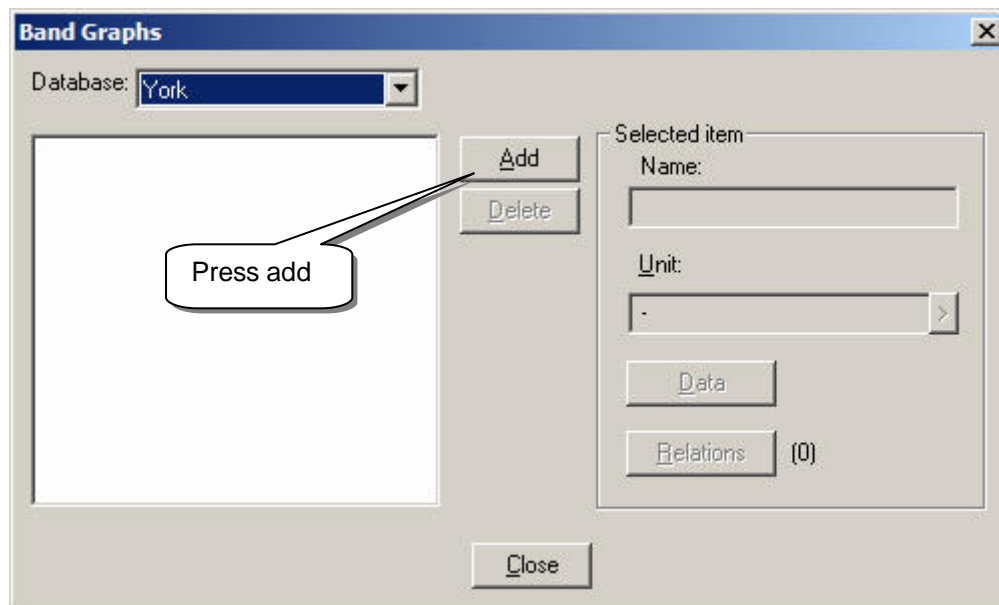 Band Graphs
Database: York
Add
Delete
Press add
Selected item
Name:
Unit:
-
>
Data
Relations (0)
Close